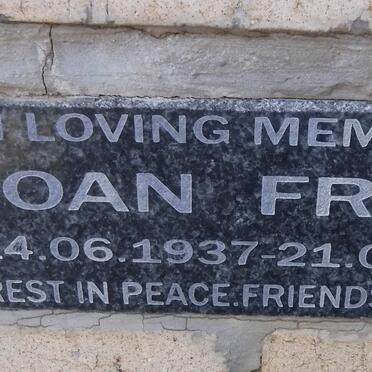 LOVING MEM
OAN FR
4.06.1937-21.0
REST IN PEACE.FRIENDS